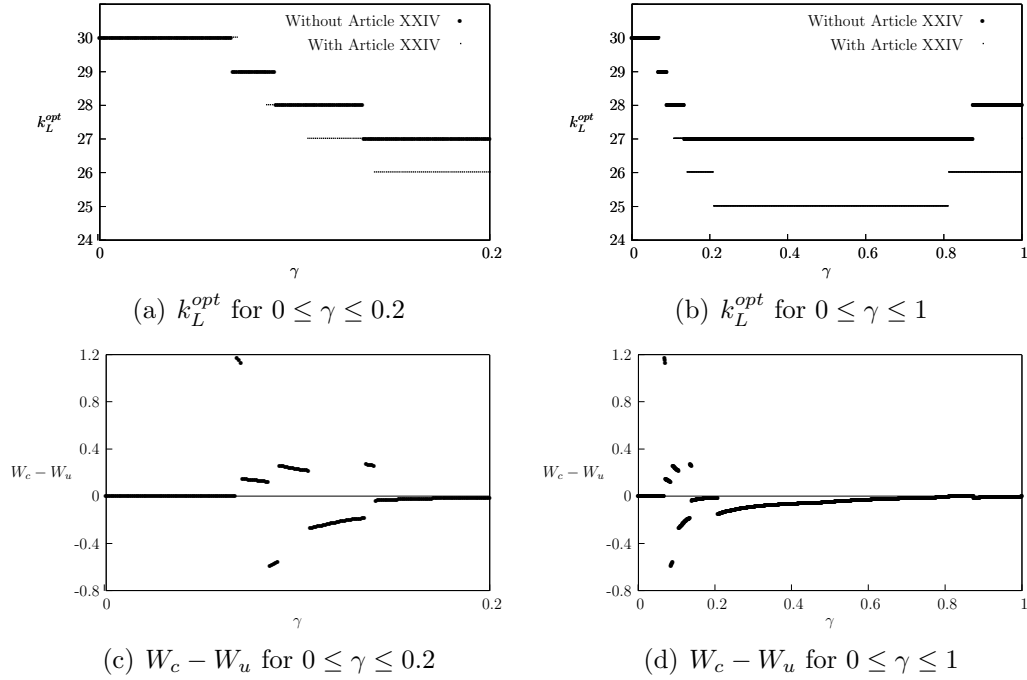 Without Article XXIV
With Article XXIV
30
29
28
27
26
25
24
k_L^{opt}
0
0.2
γ
(a) k_L^{opt} for 0 ≤ γ ≤ 0.2
Without Article XXIV
With Article XXIV
30
29
28
27
26
25
24
k_L^{opt}
0
0.2
0.4
0.6
0.8
1
γ
(b) k_L^{opt} for 0 ≤ γ ≤ 1
1.2
0.8
0.4
0
-0.4
-0.8
W_c − W_u
0
0.2
γ
(c) W_c − W_u for 0 ≤ γ ≤ 0.2
1.2
0.8
0.4
0
-0.4
-0.8
W_c − W_u
0
0.2
0.4
0.6
0.8
1
γ
(d) W_c − W_u for 0 ≤ γ ≤ 1